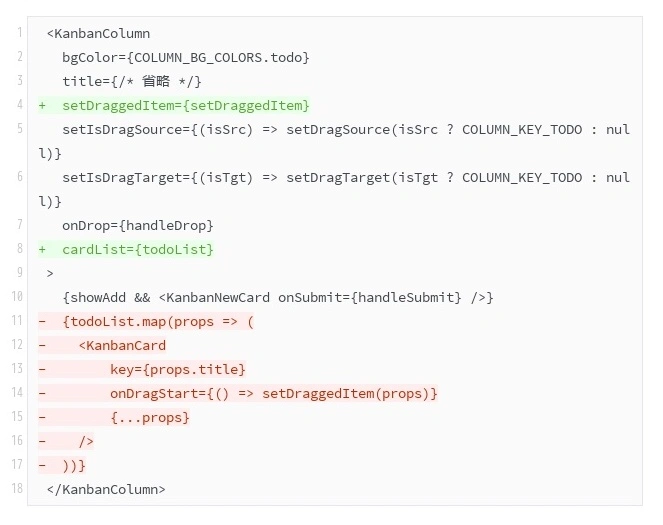 1 <KanbanColumn
2 bgColor={COLUMN_BG_COLORS.todo}
3 title={/* 省略 */}
4 + setDraggedItem={setDraggedItem}
5 setIsDragSource={(isSrc) => setDragSource(isSrc ? COLUMN_KEY_TODO : nul
l)}
6 setIsDragTarget={(isTgt) => setDragTarget(isTgt ? COLUMN_KEY_TODO : nul
l)}
7 onDrop={handleDrop}
8 + cardList={todoList}
9 >
10 {showAdd && <KanbanNewCard onSubmit={handleSubmit} />}
11 - {todoList.map(props => (
12 - <KanbanCard
13 - key={props.title}
14 - onDragStart={() => setDraggedItem(props)}
15 - {...props}
16 - />
17 - ))}
18 </KanbanColumn>